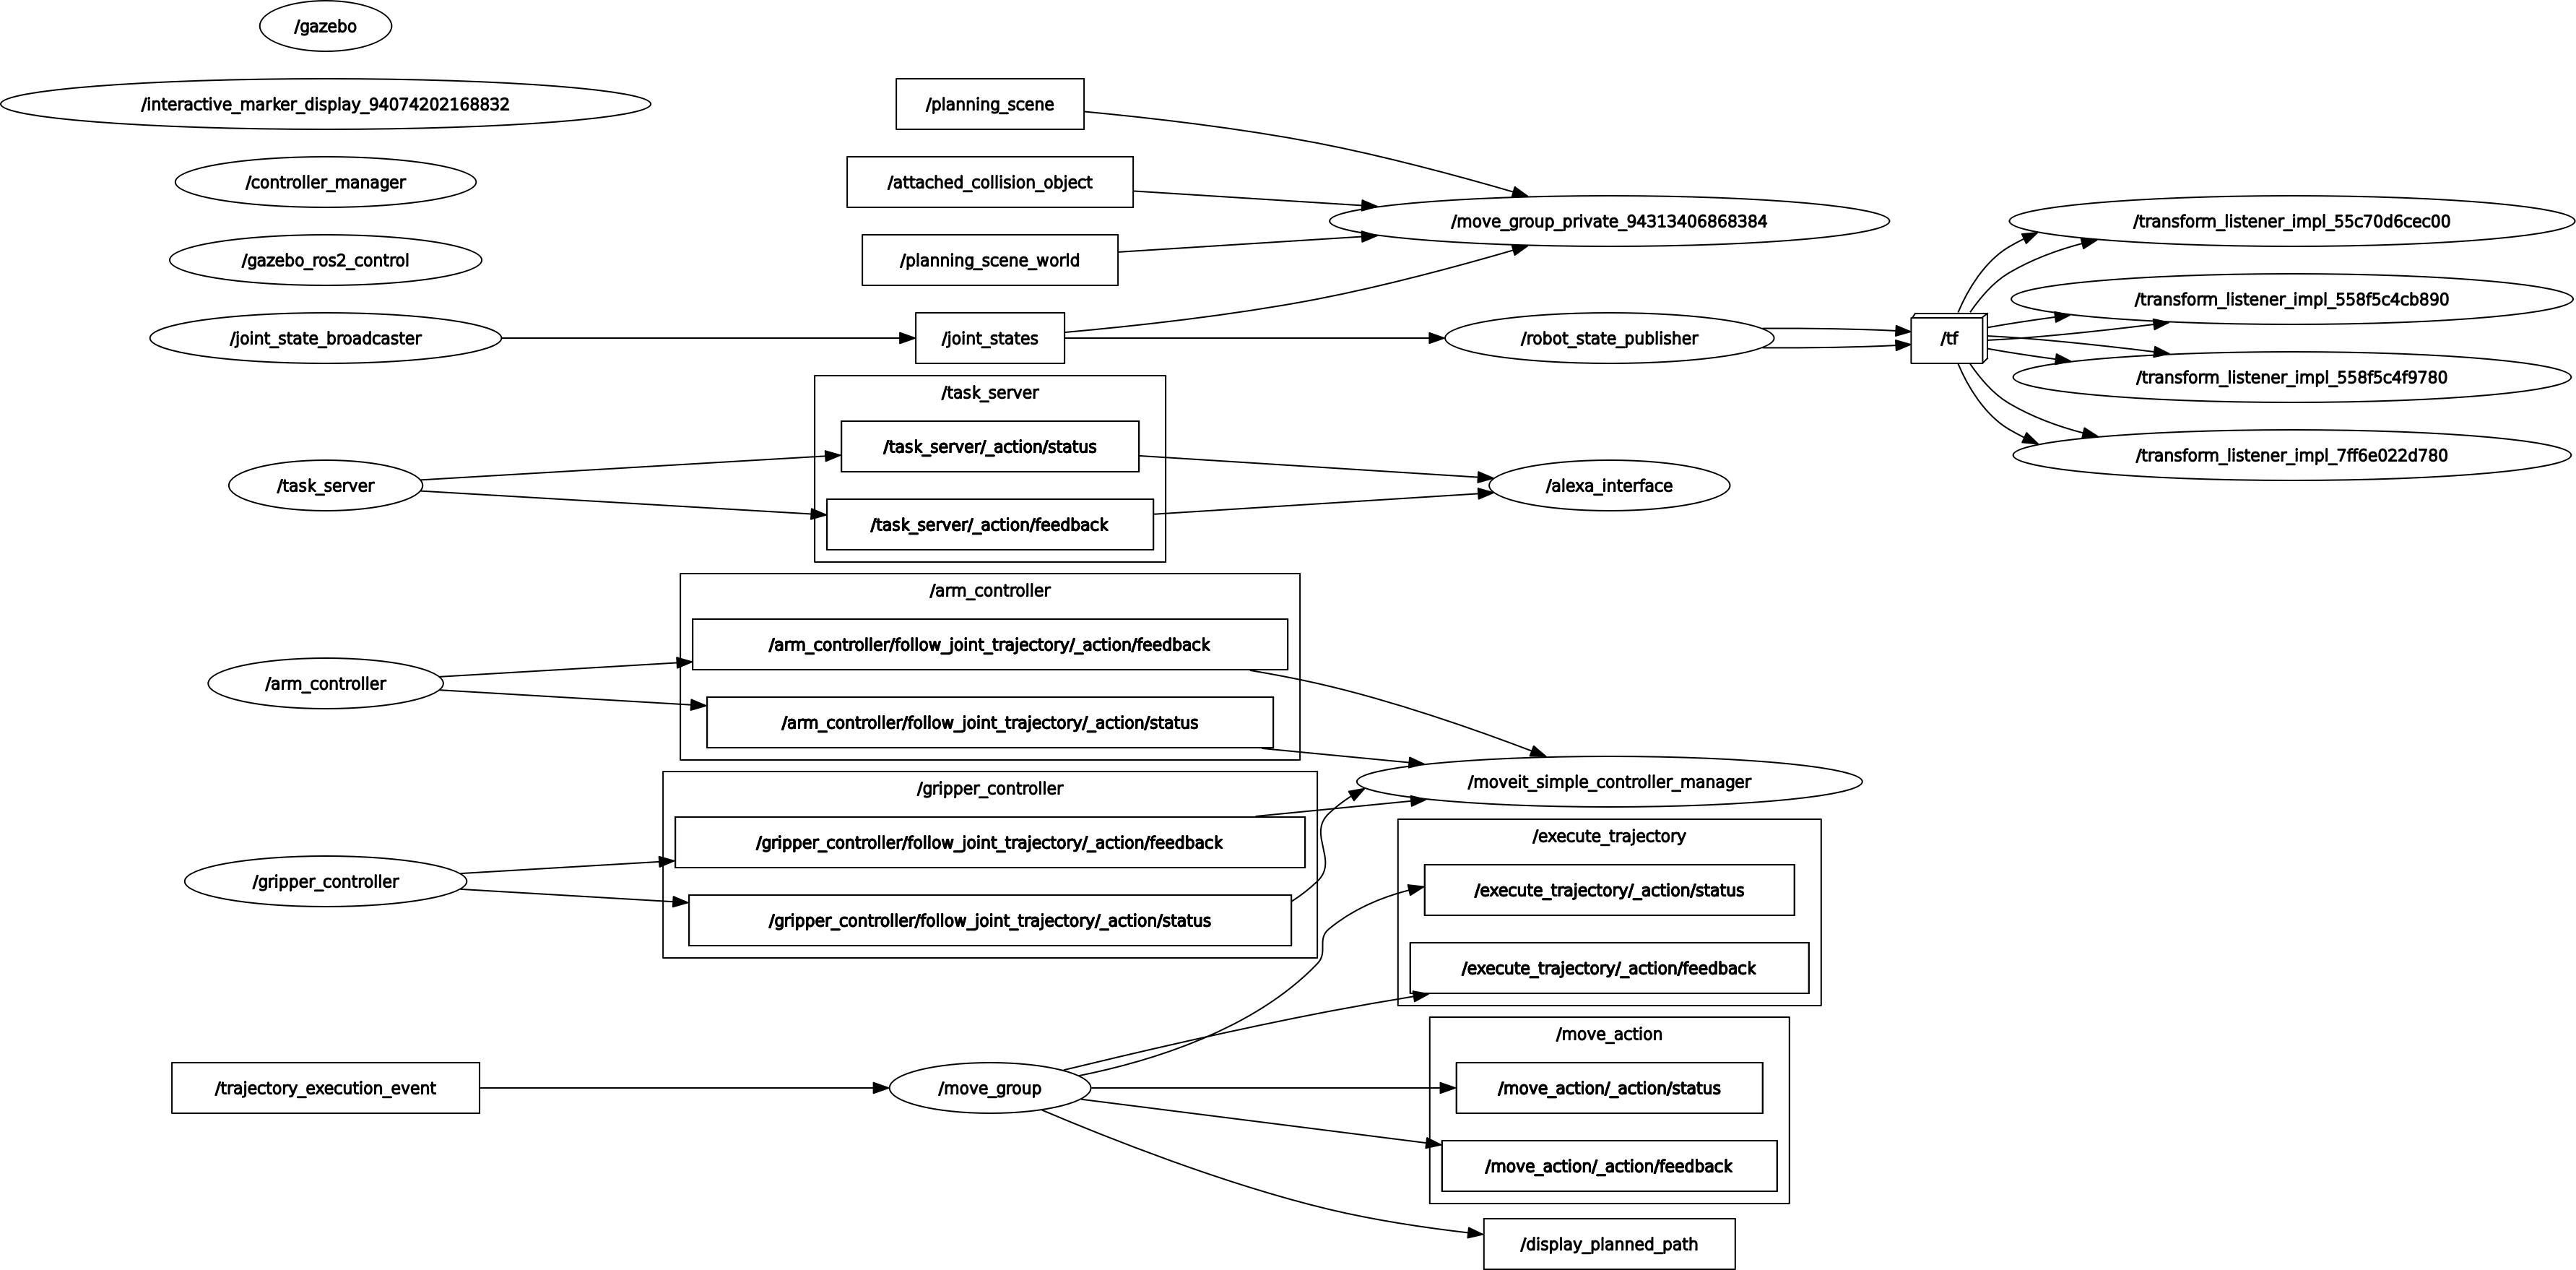 /gazebo
/interactive_marker_display_94074202168832
/planning_scene
/controller_manager
/attached_collision_object
/move_group_private_94313406868384
/transform_listener_impl_55c70d6cec00
/gazebo_ros2_control
/planning_scene_world
/transform_listener_impl_558f5c4cb890
/joint_state_broadcaster
/joint_states
/robot_state_publisher
/tf
/transform_listener_impl_558f5c4f9780
/task_server
/task_server/_action/status
/transform_listener_impl_7ff6e022d780
/task_server
/alexa_interface
/task_server/_action/feedback
/arm_controller
/arm_controller/follow_joint_trajectory/_action/feedback
/arm_controller
/arm_controller/follow_joint_trajectory/_action/status
/moveit_simple_controller_manager
/gripper_controller
/execute_trajectory
/gripper_controller/follow_joint_trajectory/_action/feedback
/gripper_controller
/execute_trajectory/_action/status
/gripper_controller/follow_joint_trajectory/_action/status
/execute_trajectory/_action/feedback
/move_action
/trajectory_execution_event
/move_group
/move_action/_action/status
/move_action/_action/feedback
/display_planned_path